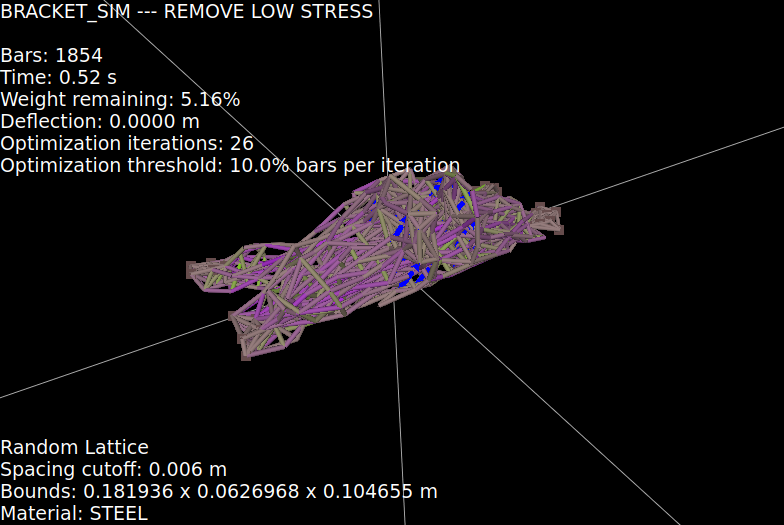 BRACKET_SIM --- REMOVE LOW STRESS
Bars: 1854
Time: 0.52 s
Weight remaining: 5.16%
Deflection: 0.0000 m
Optimization iterations: 26
Optimization threshold: 10.0% bars per iteration
Random Lattice
Spacing cutoff: 0.006 m
Bounds: 0.181936 x 0.0626968 x 0.104655 m
Material: STEEL